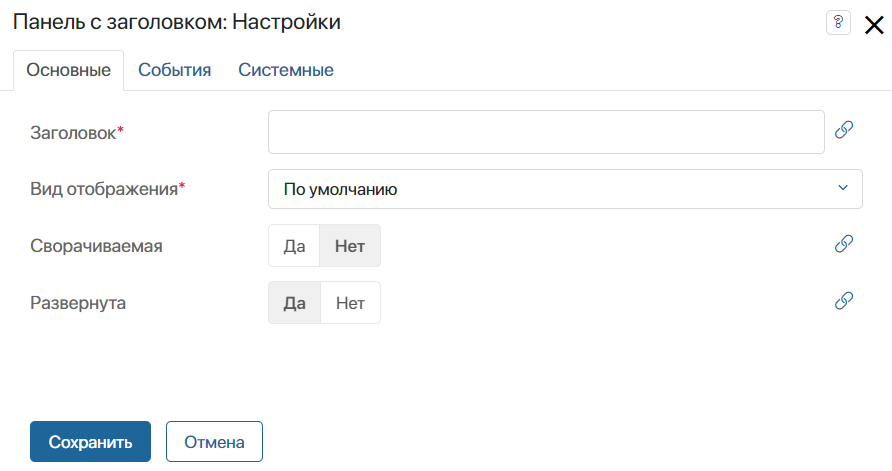 Панель с заголовком: Настройки
?
Основные События Системные
Заголовок*
Вид отображения* По умолчанию
Сворачиваемая Да Нет
Развернута Да Нет
Сохранить Отмена